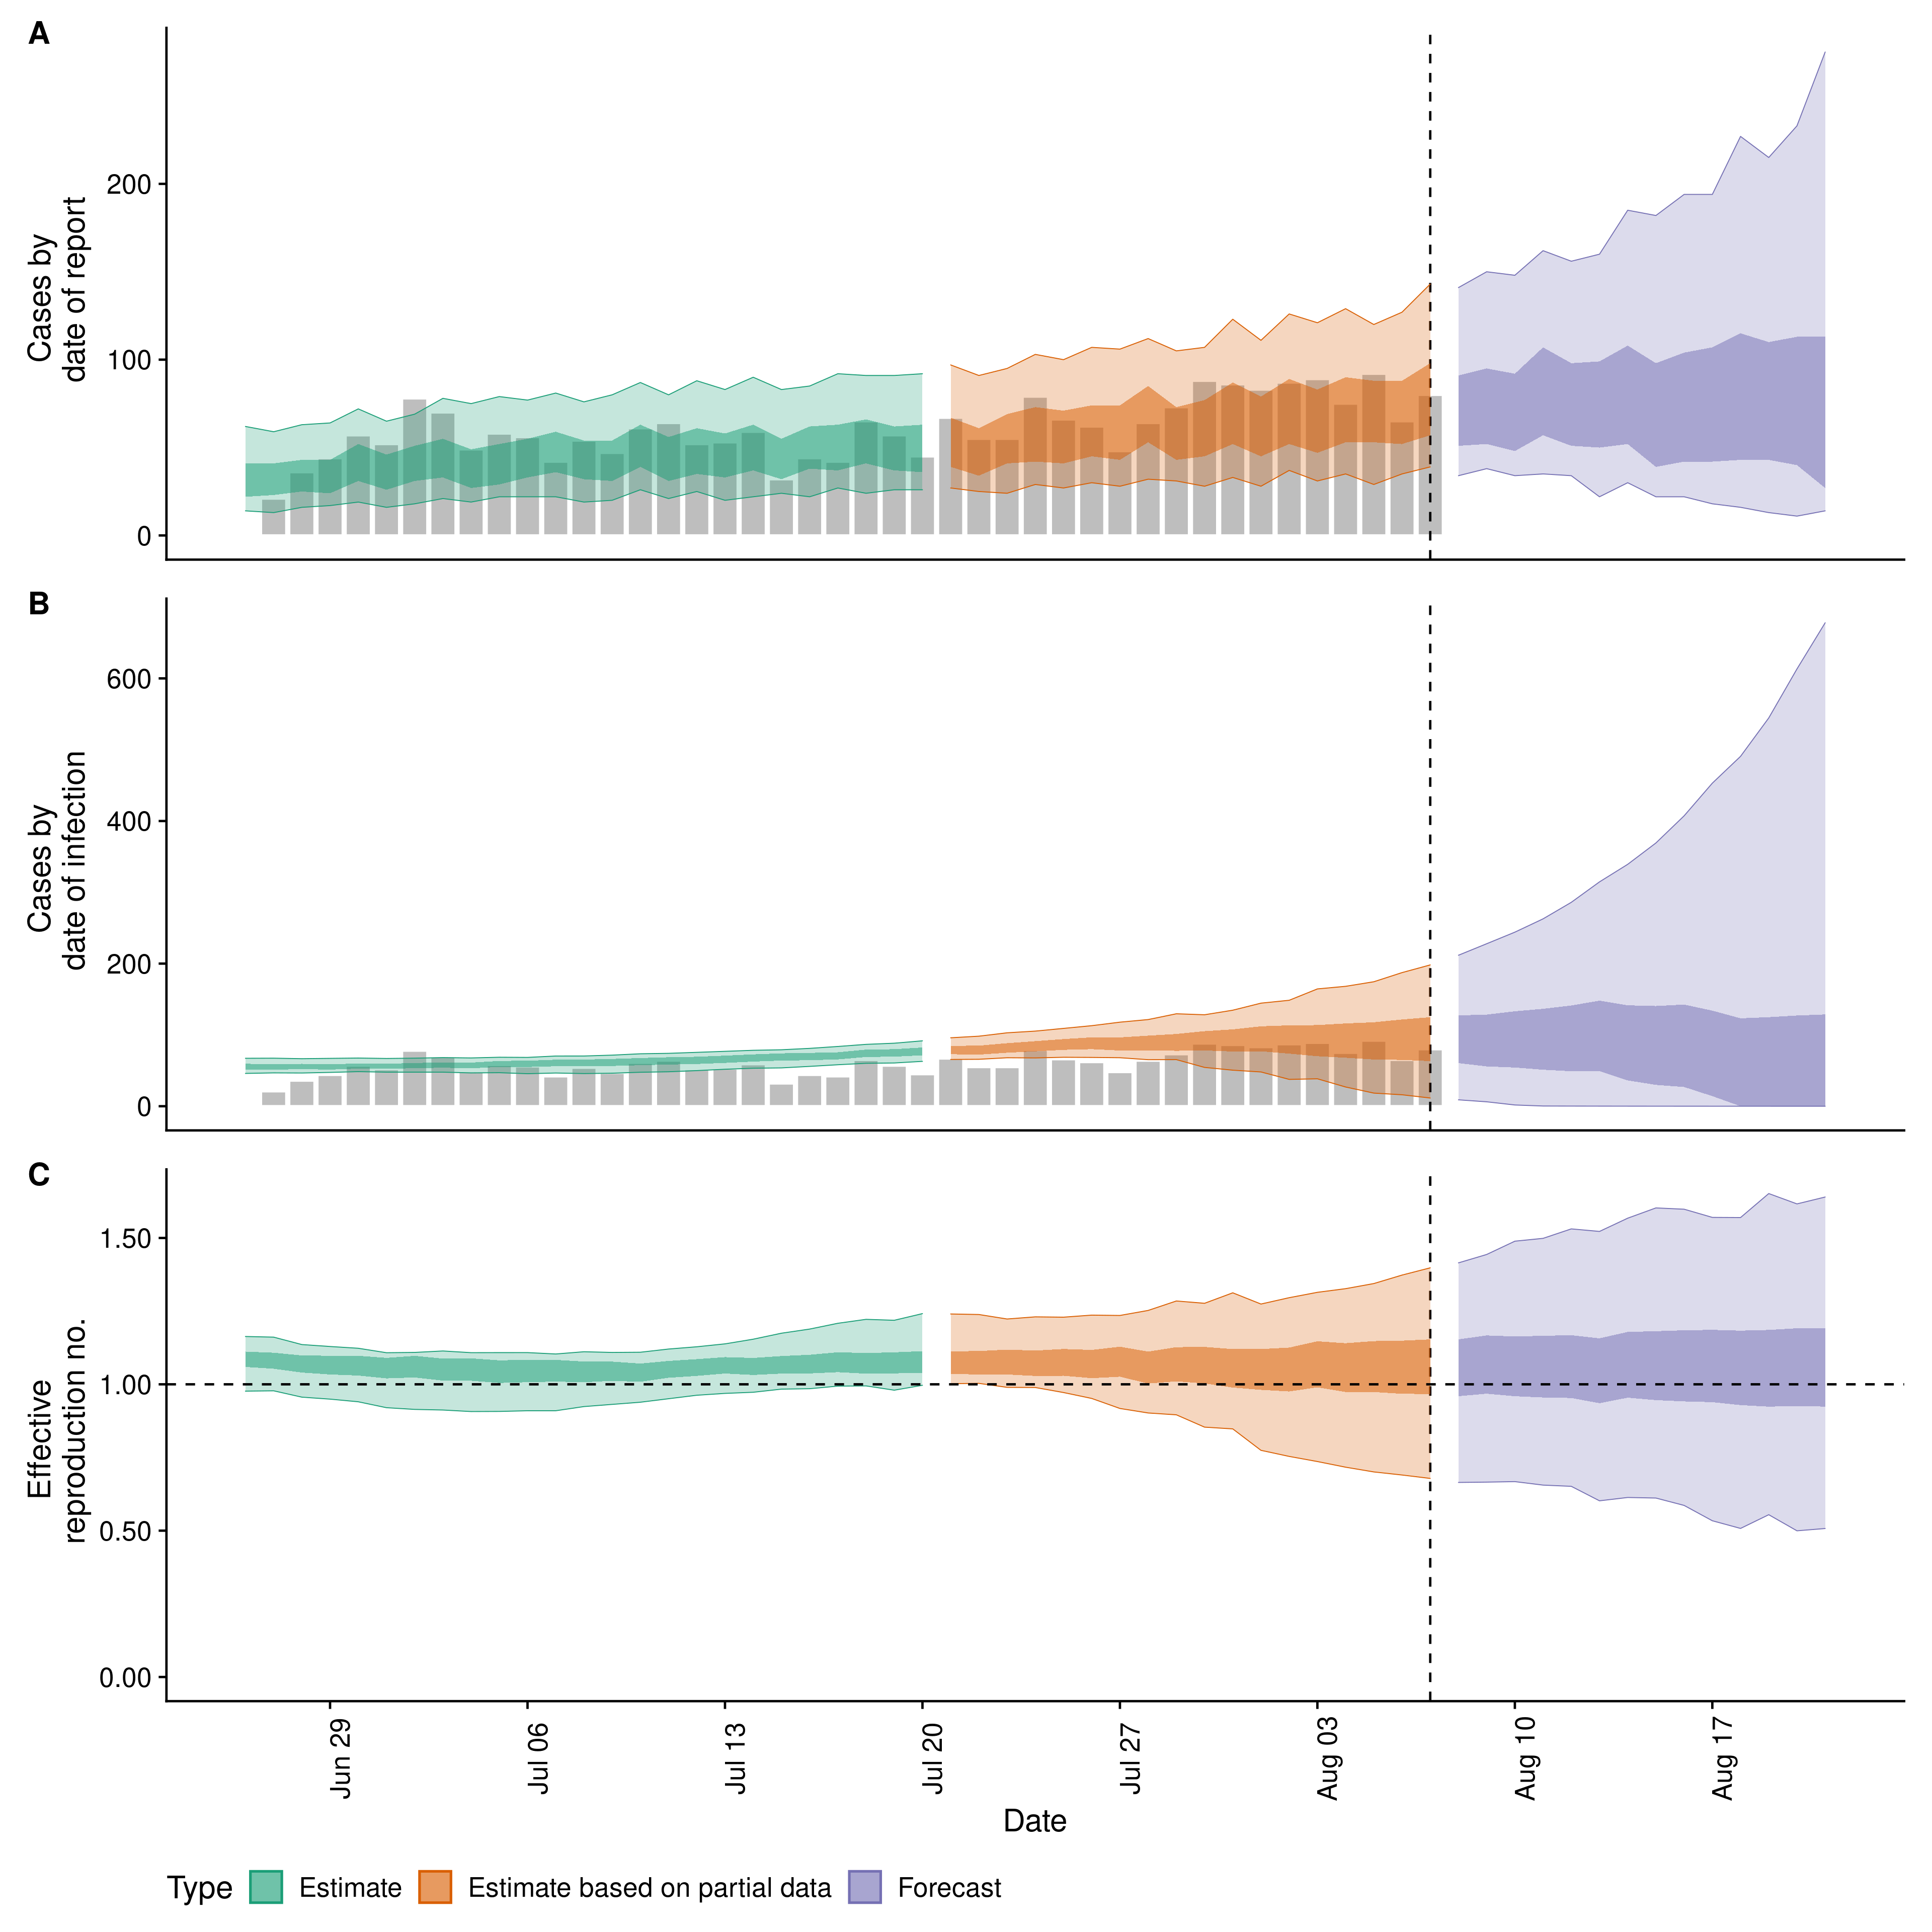 A
Cases by
date of report
200
100
0
B
Cases by
date of infection
600
400
200
0
C
Effective
reproduction no.
1.50
1.00
0.50
0.00
Jun 29
Jul 06
Jul 13
Jul 20
Jul 27
Aug 03
Aug 10
Aug 17
Date
Type Estimate Estimate based on partial data Forecast